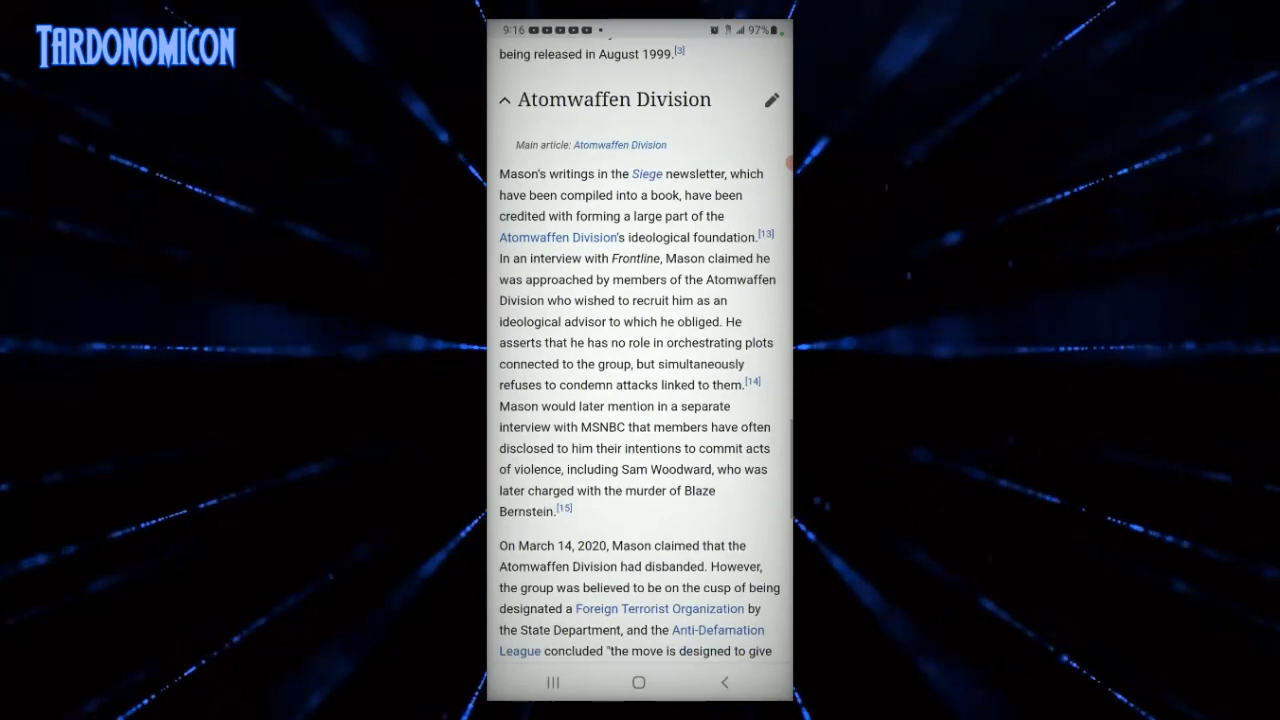 TARDONOMICON
9:16
97%
being released in August 1999.[3]
Atomwaffen Division
Main article: Atomwaffen Division
Mason's writings in the Siege newsletter, which
have been compiled into a book, have been
credited with forming a large part of the
Atomwaffen Division's ideological foundation.[13]
In an interview with Frontline, Mason claimed he
was approached by members of the Atomwaffen
Division who wished to recruit him as an
ideological advisor to which he obliged. He
asserts that he has no role in orchestrating plots
connected to the group, but simultaneously
refuses to condemn attacks linked to them.[14]
Mason would later mention in a separate
interview with MSNBC that members have often
disclosed to him their intentions to commit acts
of violence, including Sam Woodward, who was
later charged with the murder of Blaze
Bernstein.[15]
On March 14, 2020, Mason claimed that the
Atomwaffen Division had disbanded. However,
the group was believed to be on the cusp of being
designated a Foreign Terrorist Organization by
the State Department, and the Anti-Defamation
League concluded "the move is designed to give